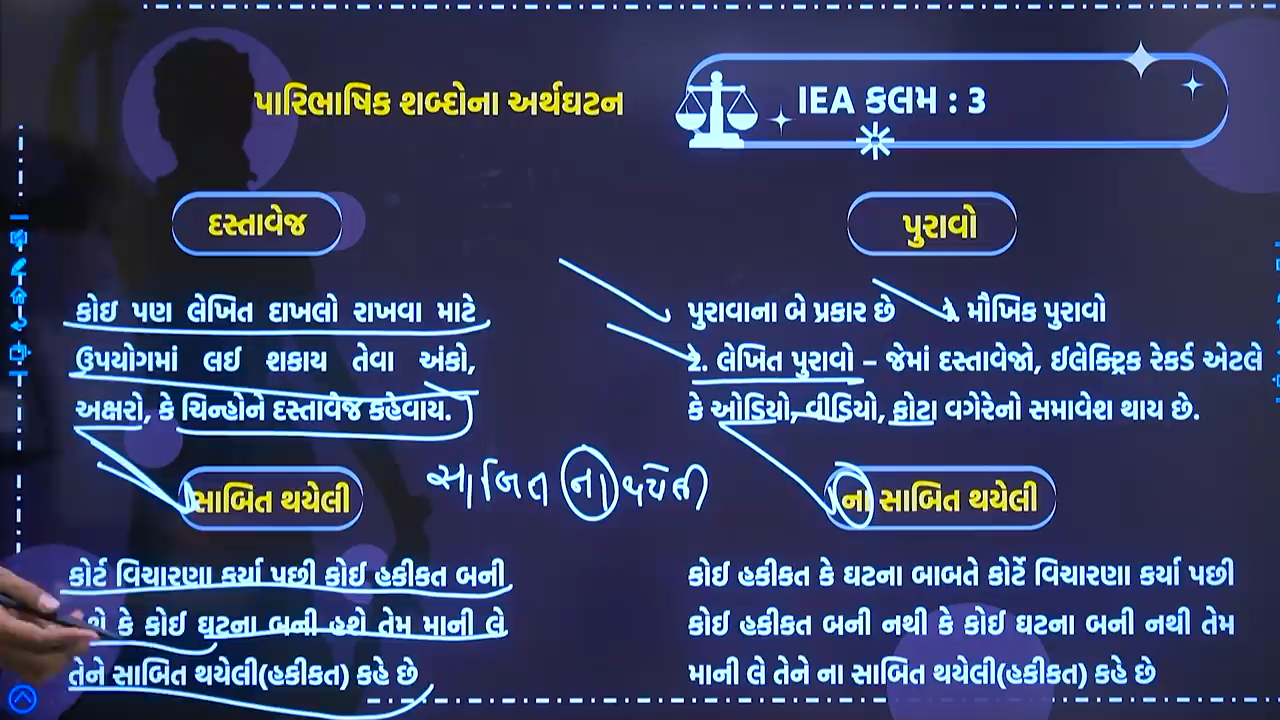 પારિભાષિક શબ્દોના અર્થઘટન
IEA કલમ : 3
દસ્તાવેજ
કોઇ પણ લેખિત દાખલો રાખવા માટે
ઉપયોગમાં લઈ શકાય તેવા અંકો,
અક્ષરો, કે ચિન્હોને દસ્તાવેજ કહેવાય.
પુરાવો
પુરાવાના બે પ્રકાર છે 1. મૌખિક પુરાવો
2. લેખિત પુરાવો – જેમાં દસ્તાવેજો, ઈલેક્ટ્રિક રેકર્ડ એટલે
કે ઓડિયો, વીડિયો, ફોટા વગેરેનો સમાવેશ થાય છે.
સાબિત થયેલી
કોર્ટ વિચારણા કર્યા પછી કોઈ હકીકત બની
કે કોઈ ઘટના બની હશે તેમ માની લે
તેને સાબિત થયેલી(હકીકત) કહે છે
સાબિત ના થયેલી
ના સાબિત થયેલી
કોઇ હકીકત કે ઘટના બાબતે કોર્ટે વિચારણા કર્યા પછી
કોઇ હકીકત બની નથી કે કોઇ ઘટના બની નથી તેમ
માની લે તેને ના સાબિત થયેલી(હકીકત) કહે છે